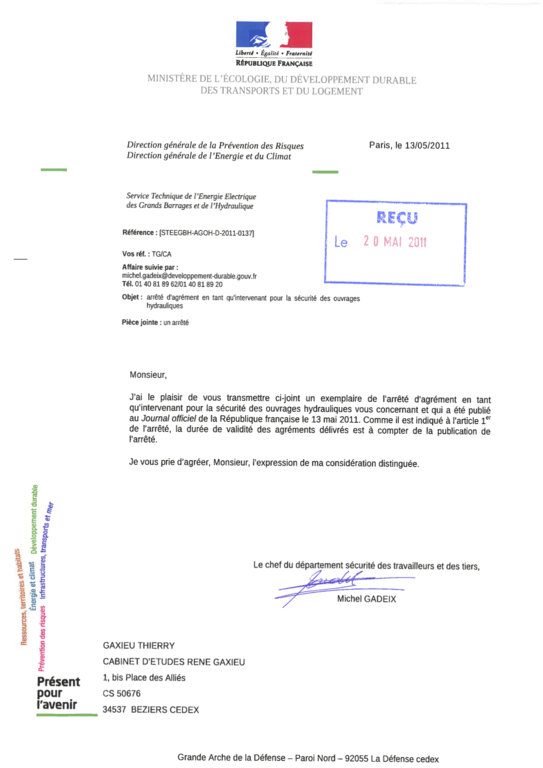 Liberté • Égalité • Fraternité
RÉPUBLIQUE FRANÇAISE
MINISTÈRE DE L'ÉCOLOGIE, DU DÉVELOPPEMENT DURABLE
DES TRANSPORTS ET DU LOGEMENT
Direction générale de la Prévention des Risques
Direction générale de l'Energie et du Climat
Paris, le 13/05/2011
Service Technique de l'Energie Electrique
des Grands Barrages et de l'Hydraulique
REÇU
Le 20 MAI 2011
Référence : [STEEGBH-AGOH-D-2011-0137]
Vos réf. : TG/CA
Affaire suivie par :
michel.gadeix@developpement-durable.gouv.fr
Tél. 01 40 81 89 62/01 40 81 89 20
Objet : arrêté d'agrément en tant qu'intervenant pour la sécurité des ouvrages
hydrauliques
Pièce jointe : un arrêté
Monsieur,
J'ai le plaisir de vous transmettre ci-joint un exemplaire de l'arrêté d'agrément en tant
qu'intervenant pour la sécurité des ouvrages hydrauliques vous concernant et qui a été publié
au Journal officiel de la République française le 13 mai 2011. Comme il est indiqué à l'article 1er
de l'arrêté, la durée de validité des agréments délivrés est à compter de la publication de
l'arrêté.
Je vous prie d'agréer, Monsieur, l'expression de ma considération distinguée.
Le chef du département sécurité des travailleurs et des tiers,
Michel GADEIX
Ressources, territoires et habitats
Énergie et climat Développement durable
Prévention des risques Infrastructures, transports et mer
Présent
pour
l'avenir
GAXIEU THIERRY
CABINET D'ETUDES RENE GAXIEU
1, bis Place des Alliés
CS 50676
34537 BEZIERS CEDEX
Grande Arche de la Défense – Paroi Nord – 92055 La Défense cedex